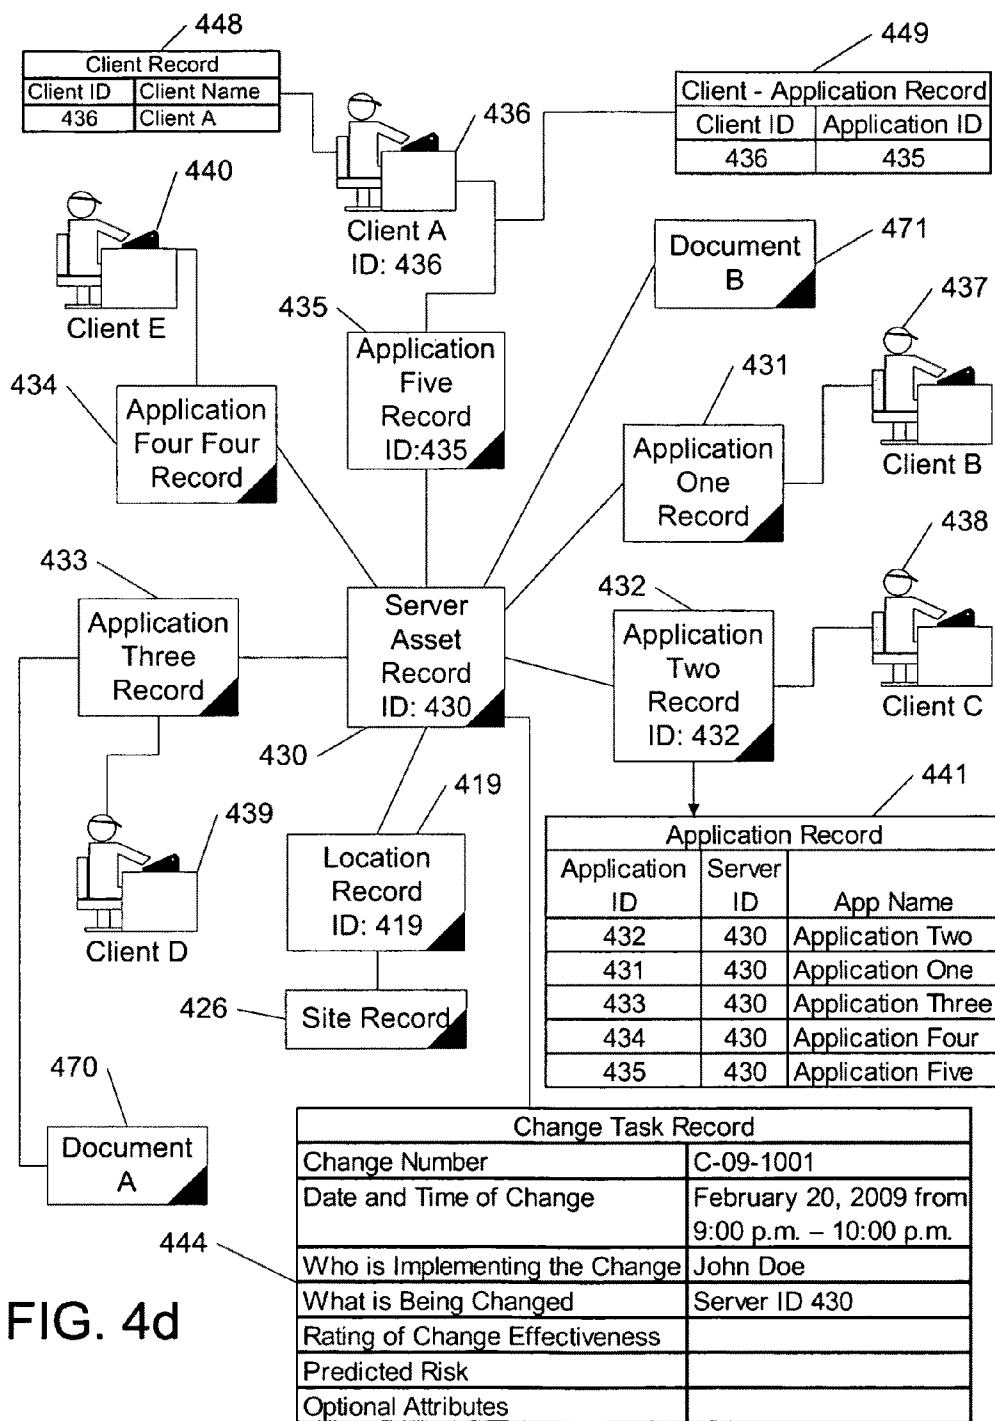 448
Client Record
Client ID Client Name
436 Client A
449
Client - Application Record
Client ID Application ID
436 435
436
Client A
ID: 436
440
Client E
Document
B
471
437
Client B
435
Application
Five
Record
ID:435
434
Application
Four Four
Record
431
Application
One
Record
438
Client C
433
Application
Three
Record
Server
Asset
Record
ID: 430
430
432
Application
Two
Record
ID: 432
439
Client D
419
Location
Record
ID: 419
426
Site Record
441
Application Record
Application ID Server ID App Name
432 430 Application Two
431 430 Application One
433 430 Application Three
434 430 Application Four
435 430 Application Five
470
Document
A
444
Change Task Record
Change Number C-09-1001
Date and Time of Change February 20, 2009 from
9:00 p.m. – 10:00 p.m.
Who is Implementing the Change John Doe
What is Being Changed Server ID 430
Rating of Change Effectiveness
Predicted Risk
Optional Attributes
FIG. 4d